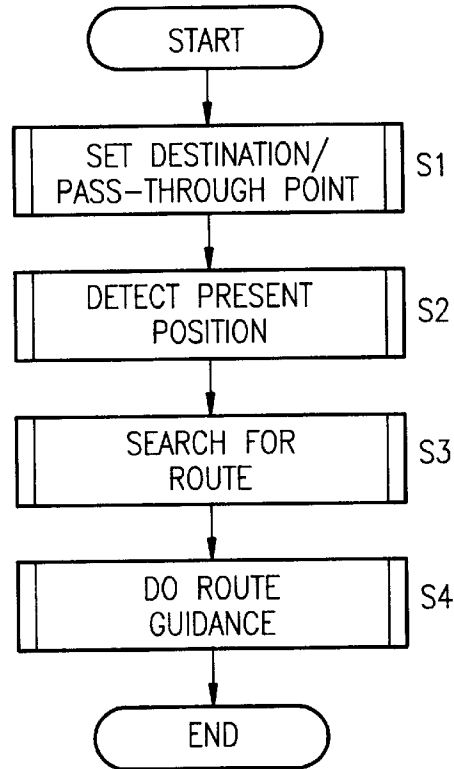 START
SET DESTINATION/
PASS-THROUGH POINT
S1
DETECT PRESENT
POSITION
S2
SEARCH FOR
ROUTE
S3
DO ROUTE
GUIDANCE
S4
END